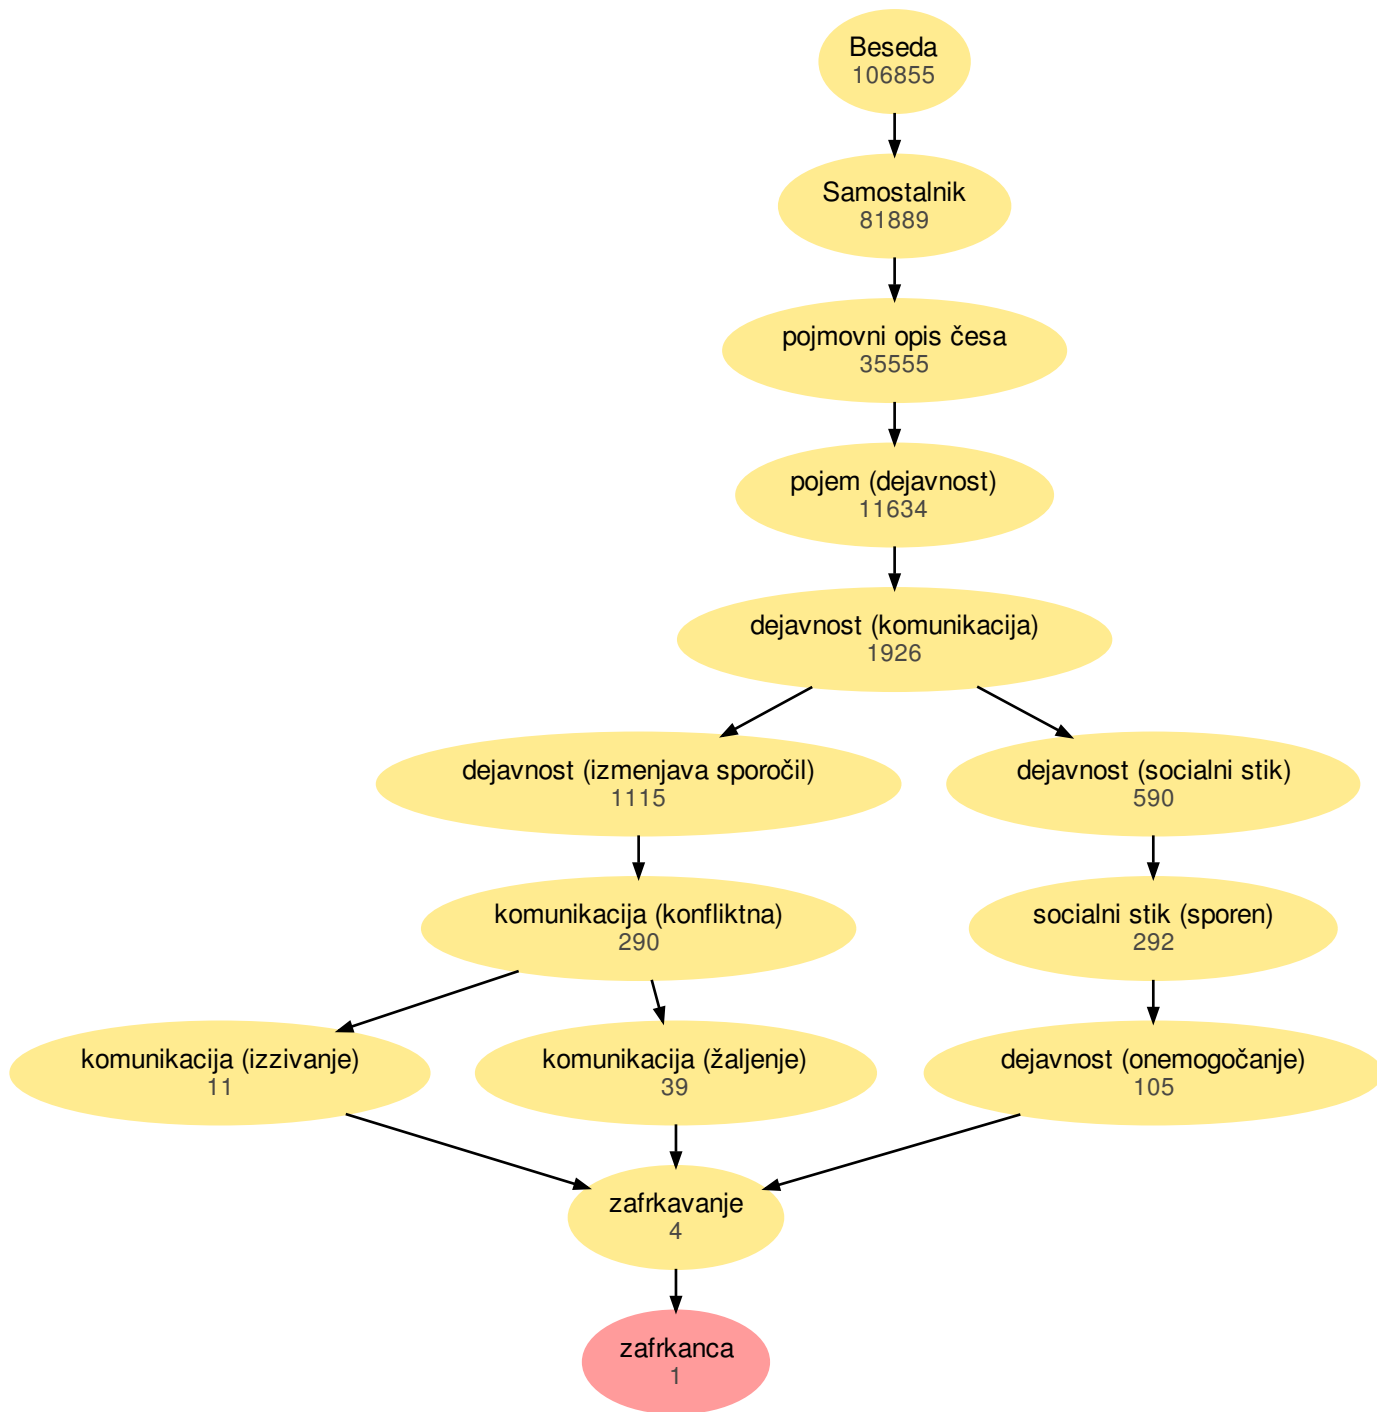 Beseda
106855
Samostalnik
81889
pojmovni opis česa
35555
pojem (dejavnost)
11634
dejavnost (komunikacija)
1926
dejavnost (izmenjava sporočil)
1115
dejavnost (socialni stik)
590
komunikacija (konfliktna)
290
socialni stik (sporen)
292
komunikacija (izzivanje)
11
komunikacija (žaljenje)
39
dejavnost (onemogočanje)
105
zafrkavanje
4
zafrkanca
1